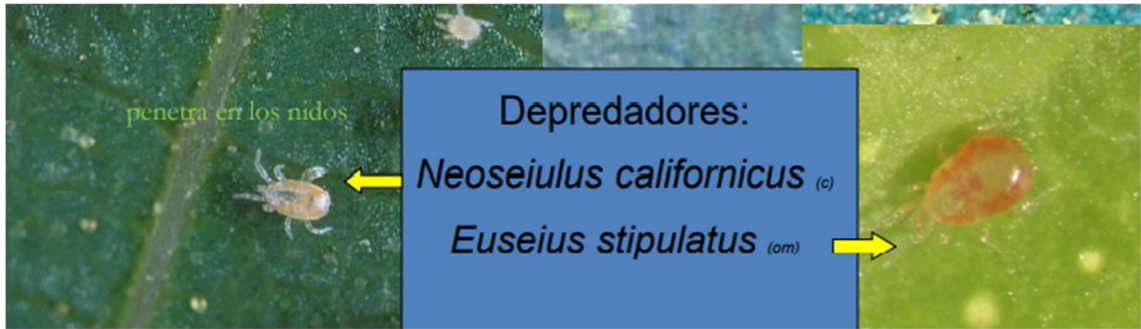 penetra en los nidos
Depredadores:
Neoseiulus californicus (c)
Euseius stipulatus (om)